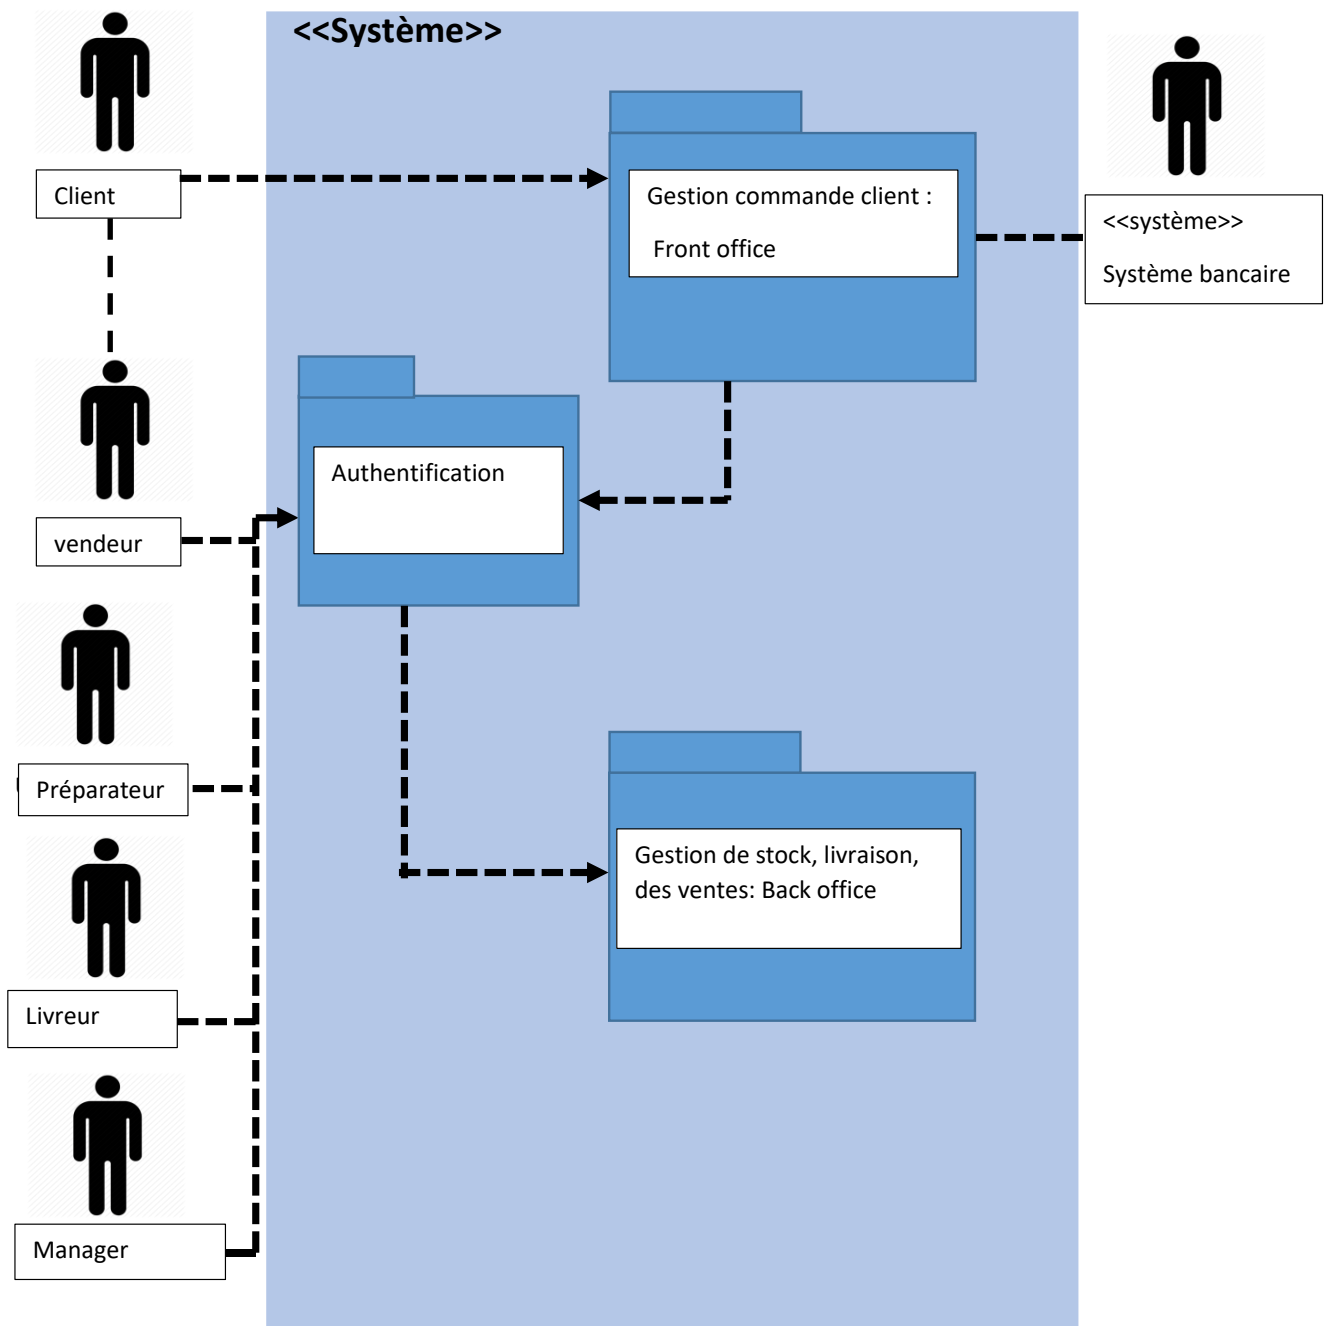 <<Système>>
Client
Gestion commande client :
Front office
<<système>>
Système bancaire
Authentification
vendeur
Préparateur
Gestion de stock, livraison,
des ventes: Back office
Livreur
Manager